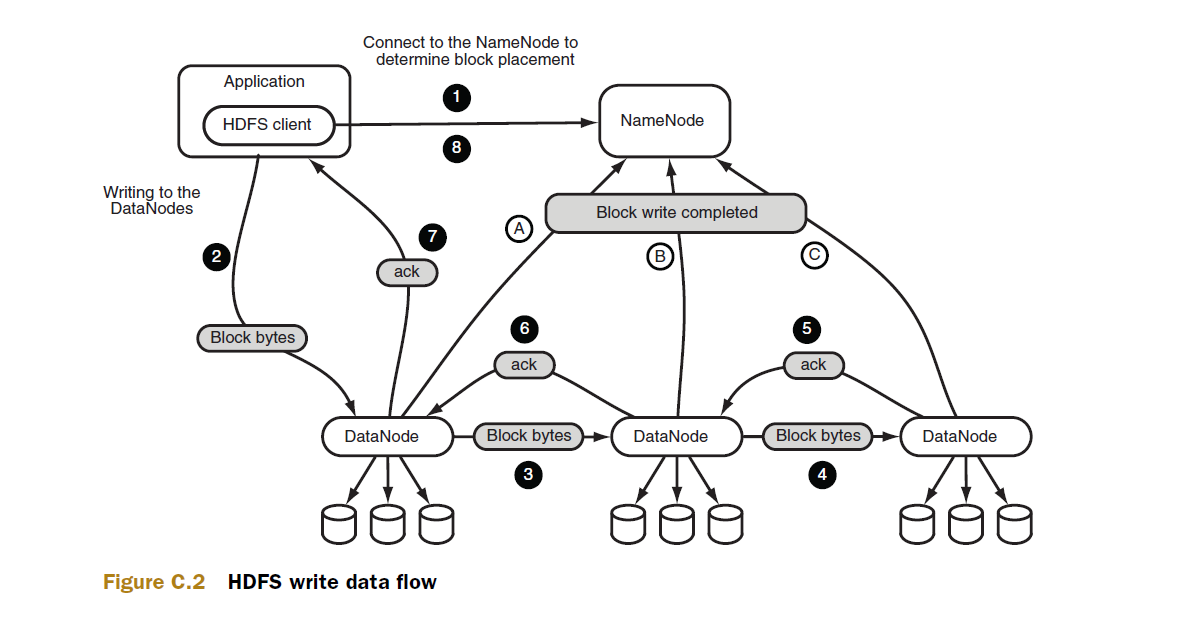 Connect to the NameNode to
determine block placement
Application
1
HDFS client
NameNode
8
Writing to the
DataNodes
Block write completed
A
7
B
C
2
ack
6
5
Block bytes
ack
ack
DataNode
Block bytes
DataNode
Block bytes
DataNode
3
4
Figure C.2 HDFS write data flow